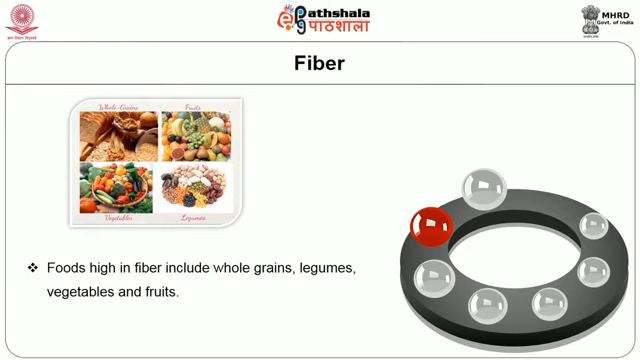 ePathshala
पाठशाला
MHRD
Govt. of India
Fiber
Whole-Grains
Fruits
Vegetables
Legumes
❖ Foods high in fiber include whole grains, legumes,
vegetables and fruits.